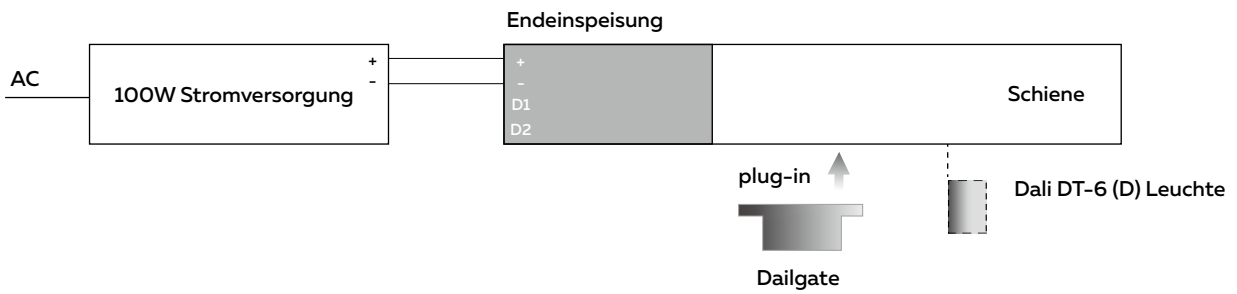 Endeinspeisung
AC
100W Stromversorgung
+
-
+
-
D1
D2
Schiene
plug-in
Dali DT-6 (D) Leuchte
Dailgate